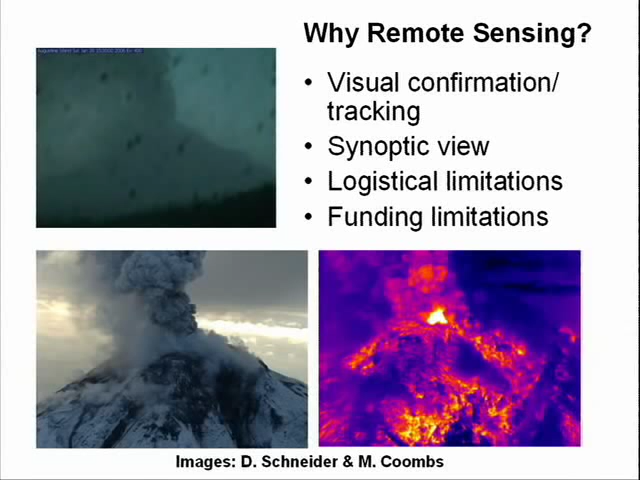 Why Remote Sensing?
• Visual confirmation/
tracking
• Synoptic view
• Logistical limitations
• Funding limitations
Images: D. Schneider & M. Coombs